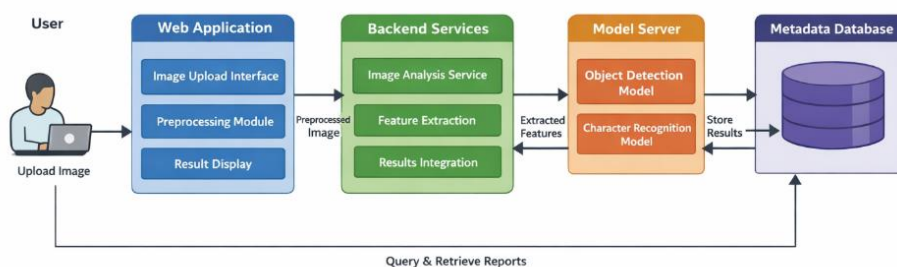 User
Upload Image
Web Application
Image Upload Interface
Preprocessing Module
Result Display
Preprocessed
Image
Backend Services
Image Analysis Service
Feature Extraction
Results Integration
Extracted
Features
Model Server
Object Detection
Model
Character Recognition
Model
Store
Results
Metadata Database
Query & Retrieve Reports